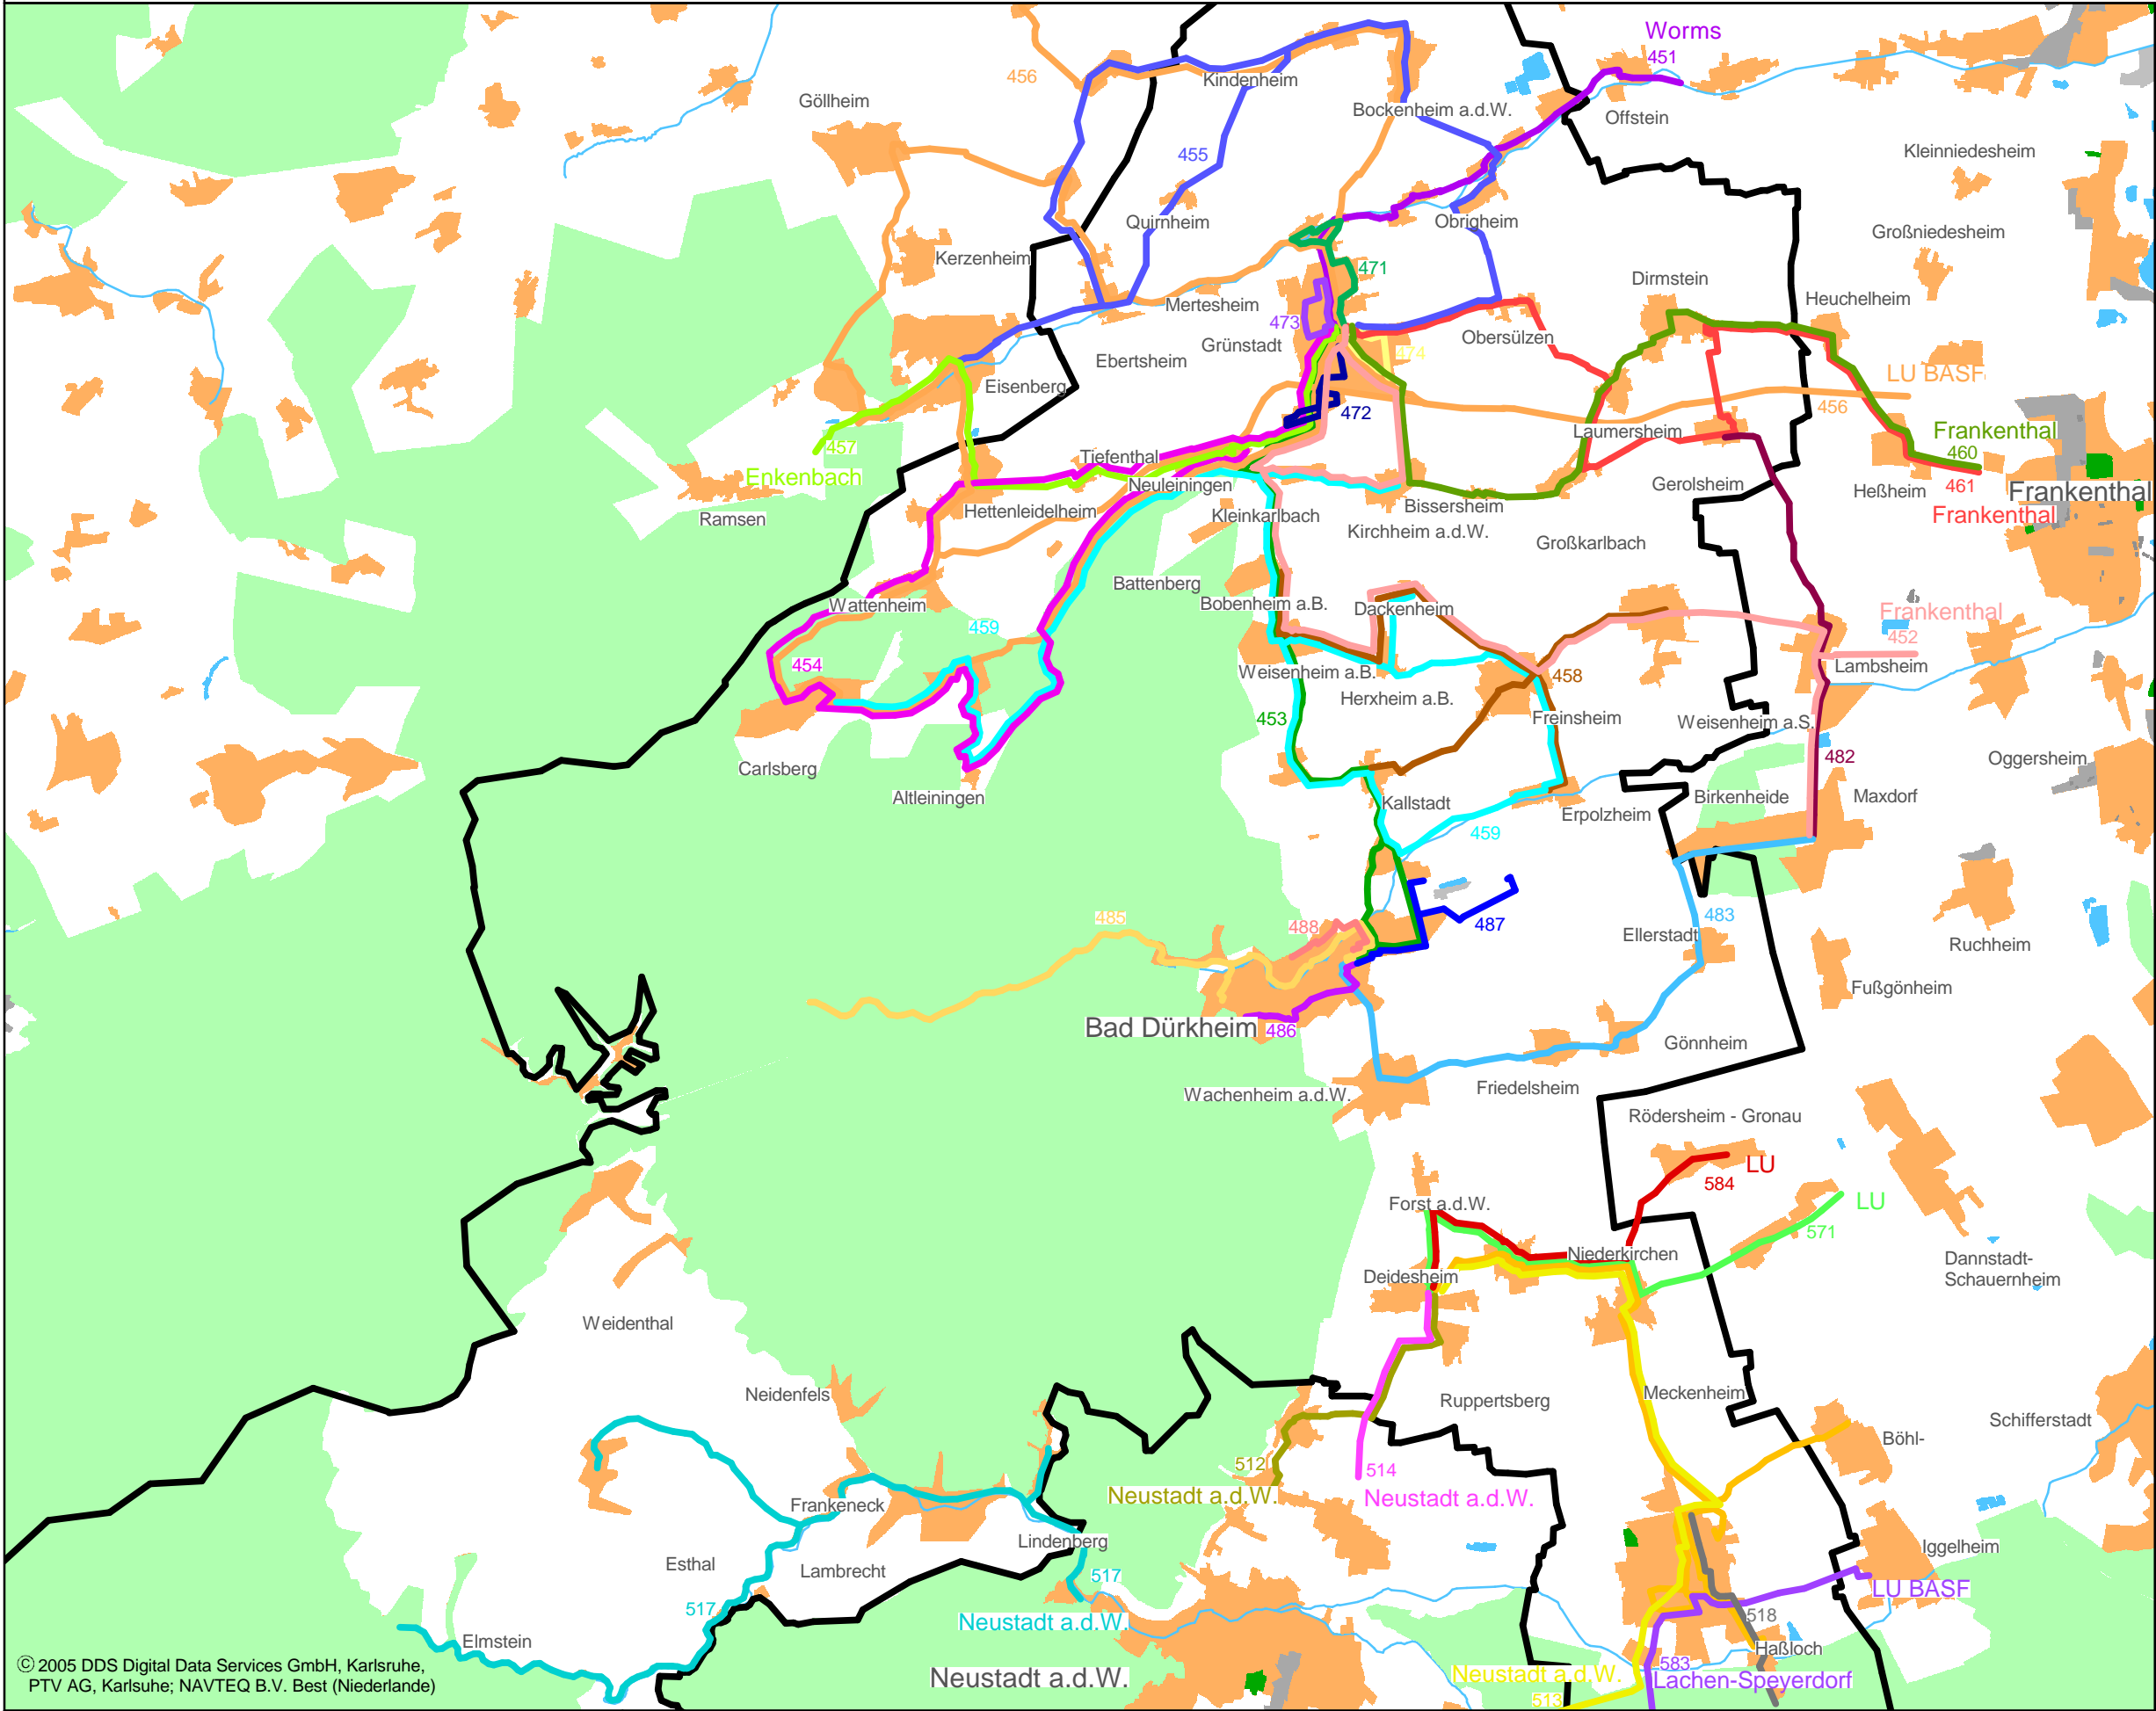 Worms
451
456
Kindenheim
Göllheim
Bockenheim a.d.W.
Offstein
455
Kleinniedesheim
Quirnheim
Obrigheim
Großniedesheim
Kerzenheim
471
Dirmstein
Mertesheim
Heuchelheim
473
Obersülzen
Grünstadt
474
Ebertsheim
LU BASF
Eisenberg
456
472
Laumersheim
Frankenthal
457
460
Tiefenthal
Enkenbach
Neuleiningen
Gerolsheim
461
Heßheim
Frankenthal
Bissersheim
Hettenleidelheim
Kleinkarlbach
Frankenthal
Ramsen
Kirchheim a.d.W.
Großkarlbach
Battenberg
Wattenheim
Bobenheim a.B.
Dackenheim
Frankenthal
459
452
454
Lambsheim
Weisenheim a.B.
458
Herxheim a.B.
453
Freinsheim
Weisenheim a.S.
482
Oggersheim
Carlsberg
Altleiningen
Birkenheide
Maxdorf
Kallstadt
Erpolzheim
459
485
483
488
487
Ellerstadt
Ruchheim
Fußgönheim
Bad Dürkheim
486
Gönnheim
Friedelsheim
Wachenheim a.d.W.
Rödersheim - Gronau
LU
584
Forst a.d.W.
LU
571
Niederkirchen
Dannstadt-
Schauernheim
Deidesheim
Weidenthal
Neidenfels
Meckenheim
Ruppertsberg
Schifferstadt
Böhl-
512
514
Neustadt a.d.W.
Neustadt a.d.W.
Frankeneck
Lindenberg
Iggelheim
Esthal
Lambrecht
517
LU BASF
517
518
Neustadt a.d.W.
Elmstein
Haßloch
583
© 2005 DDS Digital Data Services GmbH, Karlsruhe,
PTV AG, Karlsuhe; NAVTEQ B.V. Best (Niederlande)
Neustadt a.d.W.
Neustadt a.d.W.
Lachen-Speyerdorf
513